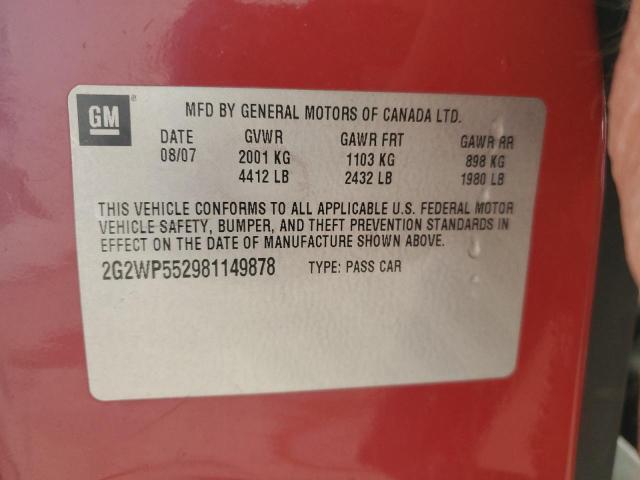 GM ®
MFD BY GENERAL MOTORS OF CANADA LTD.
DATE GVWR GAWR FRT GAWR RR
08/07 2001 KG 1103 KG 898 KG
4412 LB 2432 LB 1980 LB
THIS VEHICLE CONFORMS TO ALL APPLICABLE U.S. FEDERAL MOTOR
VEHICLE SAFETY, BUMPER, AND THEFT PREVENTION STANDARDS IN
EFFECT ON THE DATE OF MANUFACTURE SHOWN ABOVE.
2G2WP552981149878 TYPE: PASS CAR